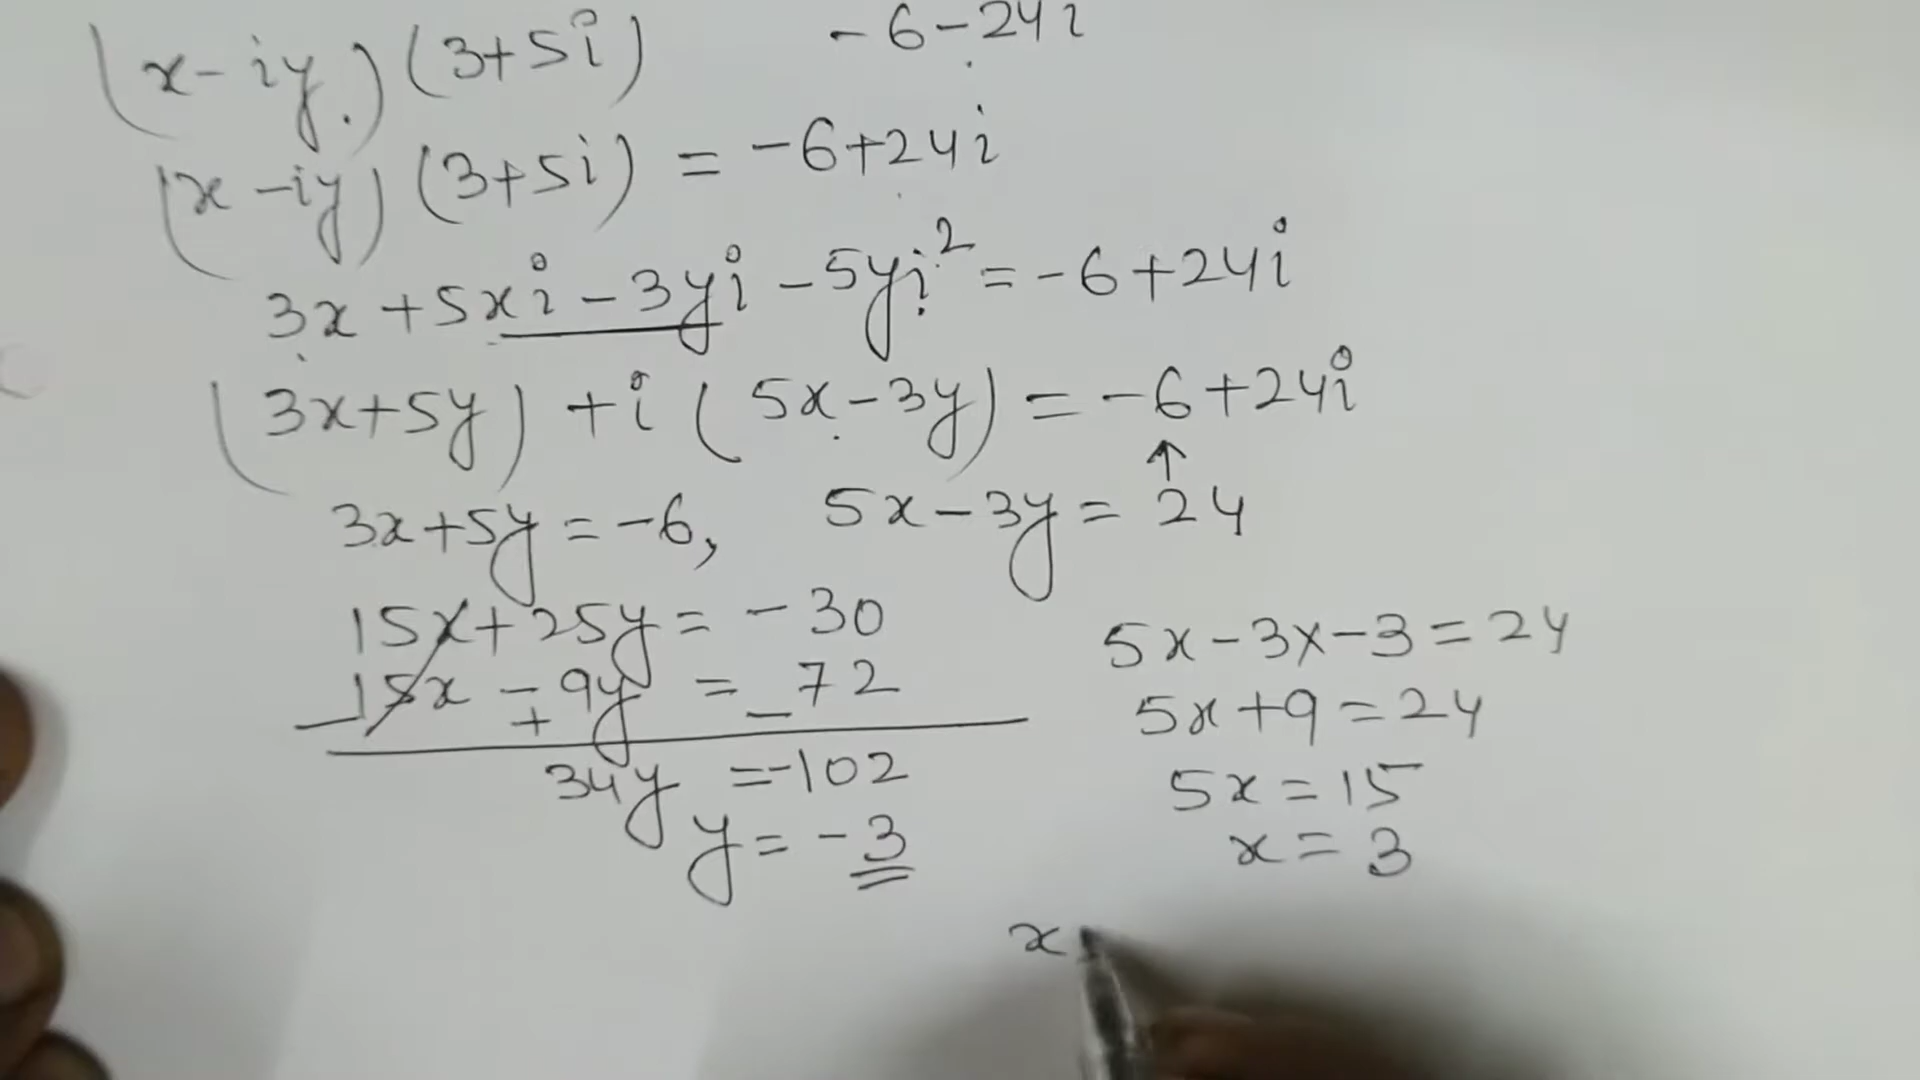 (x-iy) (3+5i) -6-24i
(x-iy) (3+5i) = -6+24i
3x+5xi-3yi-5yi² = -6+24i
(3x+5y) +i (5x-3y) = -6+24i
↑
3x+5y = -6, 5x-3y = 24
15x+25y = -30
15x - 9y = 72
- + -
34y = -102
y = -3
5x-3x-3 = 24
5x+9 = 24
5x = 15
x = 3
x